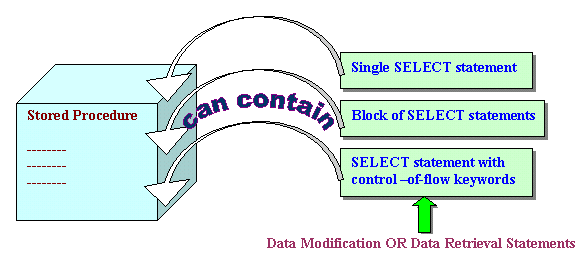 Single SELECT statement
Stored Procedure
can contain
Block of SELECT statements
SELECT statement with
control –of-flow keywords
Data Modification OR Data Retrieval Statements